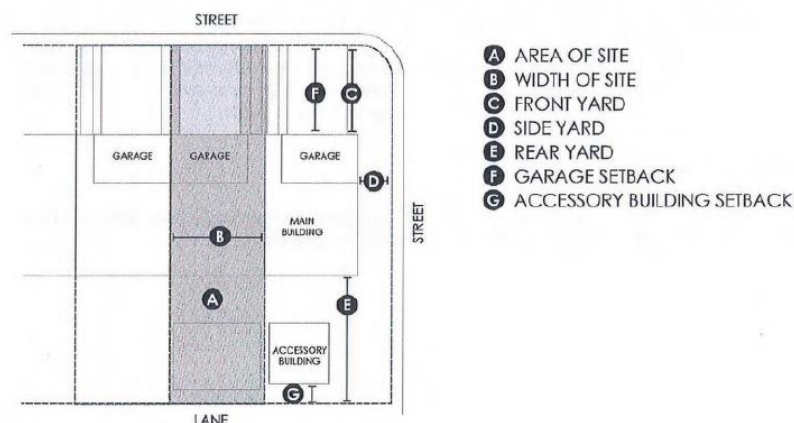 STREET
F
C
GARAGE
GARAGE
GARAGE
D
B
MAIN
BUILDING
STREET
A
E
ACCESSORY
BUILDING
G
LANE
A AREA OF SITE
B WIDTH OF SITE
C FRONT YARD
D SIDE YARD
E REAR YARD
F GARAGE SETBACK
G ACCESSORY BUILDING SETBACK